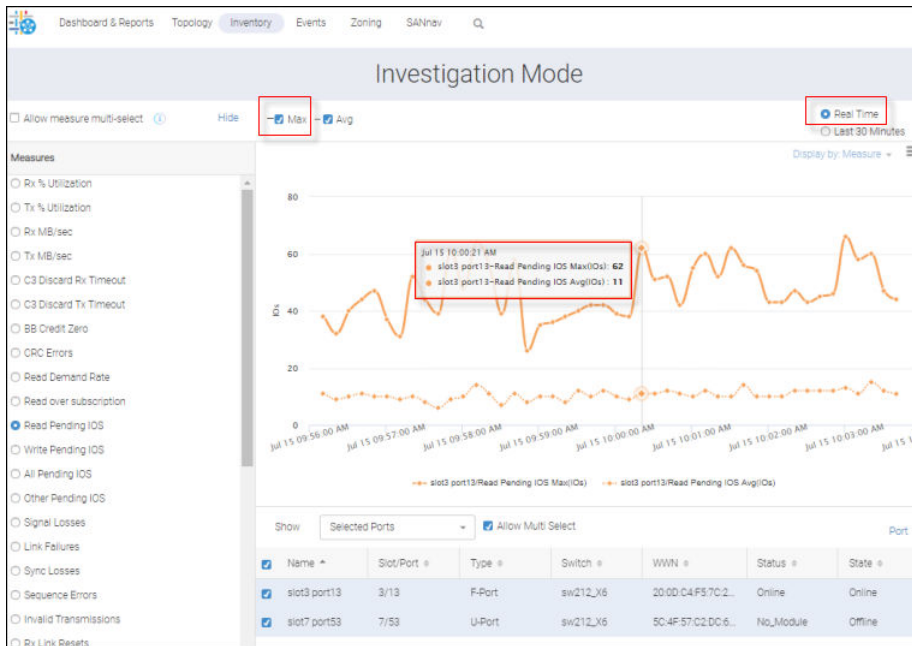 Dashboard & Reports Topology Inventory Events Zoning SANnav
Investigation Mode
Allow measure multi-select Hide Max Avg Real Time
Last 30 Minutes
Measures
Display by: Measure
Rx % Utilization
Tx % Utilization
Rx MB/sec
Tx MB/sec
C3 Discard Rx Timeout
C3 Discard Tx Timeout
BB Credit Zero
CRC Errors
Read Demand Rate
Read over subscription
Read Pending IOS
Write Pending IOS
All Pending IOS
Other Pending IOS
Signal Losses
Link Failures
Sync Losses
Sequence Errors
Invalid Transmissions
Rx Link Resets
80
60
40
20
0
IOs
Jul 15 10:00:21 AM
slot3 port13-Read Pending IOS Max(IOs): 62
slot3 port13-Read Pending IOS Avg(IOs) : 11
Jul 15 09:56:00 AM Jul 15 09:57:00 AM Jul 15 09:58:00 AM Jul 15 09:59:00 AM Jul 15 10:00:00 AM Jul 15 10:01:00 AM Jul 15 10:02:00 AM Jul 15 10:03:00 AM Jul 15
slot3 port13/Read Pending IOS Max(IOs) slot3 port13/Read Pending IOS Avg(IOs)
Show Selected Ports Allow Multi Select Port
Name Slot/Port Type Switch WWN Status State
slot3 port13 3/13 F-Port sw212_X6 20:0D:C4:F5:7C:2... Online Online
slot7 port53 7/53 U-Port sw212_X6 5C:4F:57:C2:DC:6... No_Module Offline